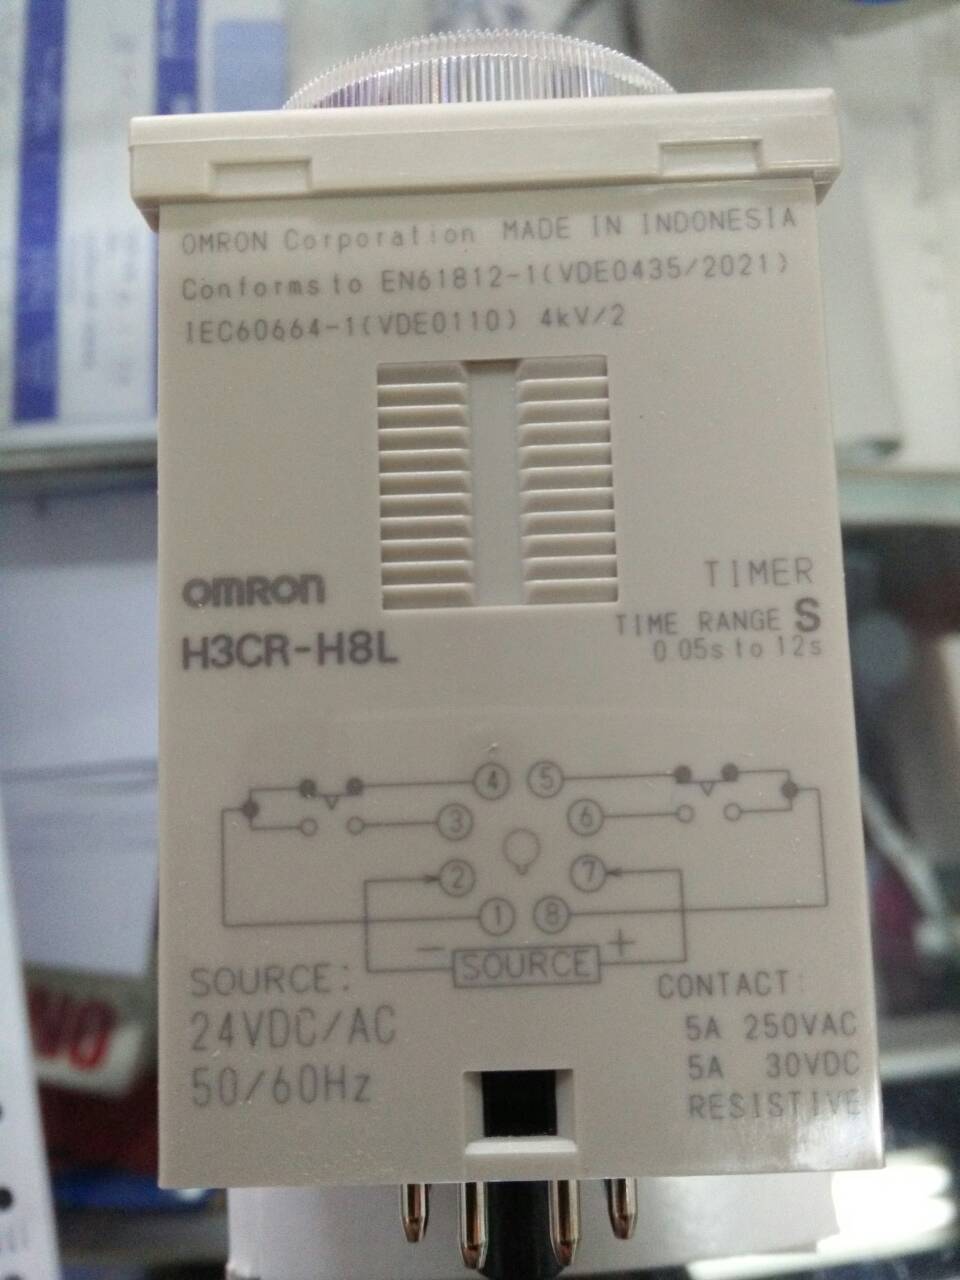 OMRON Corporation MADE IN INDONESIA
Conforms to EN61812-1(VDE0435/2021)
IEC60664-1(VDE0110) 4kV/2
OMRON
H3CR-H8L
TIMER
TIME RANGE S
0.05s to 12s
4 5
3 6
2 7
1 8
− SOURCE +
SOURCE:
24VDC/AC
50/60Hz
CONTACT:
5A 250VAC
5A 30VDC
RESISTIVE